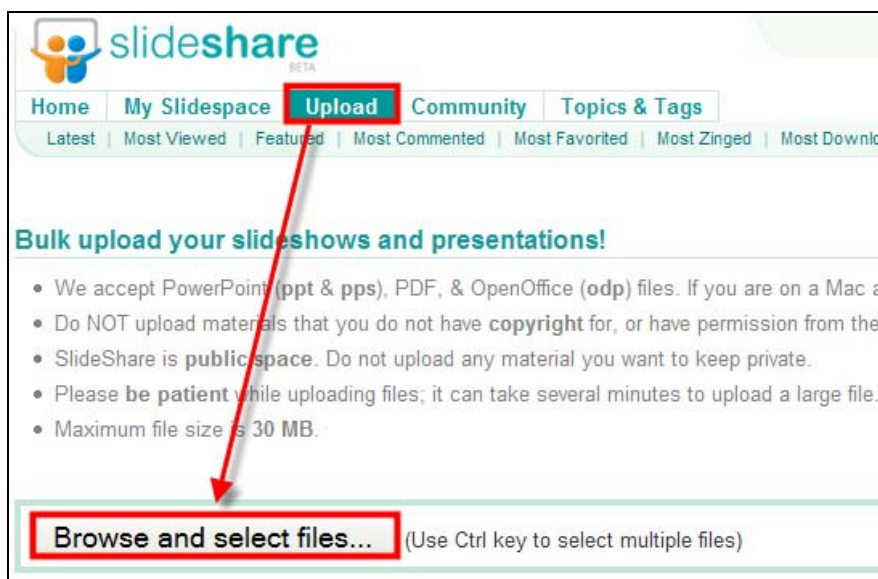 slideshare
BETA
Home My Slidespace Upload Community Topics & Tags
Latest | Most Viewed | Featured | Most Commented | Most Favorited | Most Zinged | Most Downlo
Bulk upload your slideshows and presentations!
• We accept PowerPoint (ppt & pps), PDF, & OpenOffice (odp) files. If you are on a Mac a
• Do NOT upload materials that you do not have copyright for, or have permission from the
• SlideShare is public space. Do not upload any material you want to keep private.
• Please be patient while uploading files; it can take several minutes to upload a large file.
• Maximum file size is 30 MB.
Browse and select files... (Use Ctrl key to select multiple files)